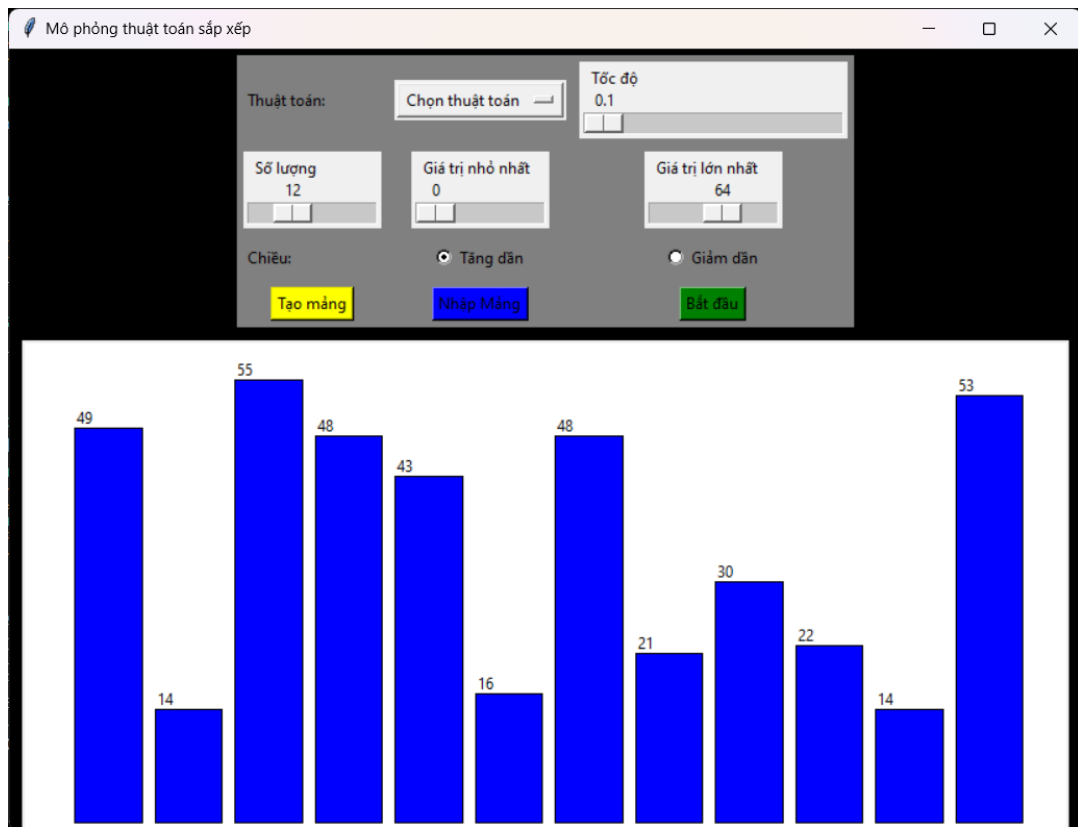 Mô phỏng thuật toán sắp xếp
Thuật toán:
Chọn thuật toán
Tốc độ
0.1
Số lượng
12
Giá trị nhỏ nhất
0
Giá trị lớn nhất
64
Chiều:
Tăng dần
Giảm dần
Tạo mảng
Nhập Mảng
Bắt đầu
49
14
55
48
43
16
48
21
30
22
14
53